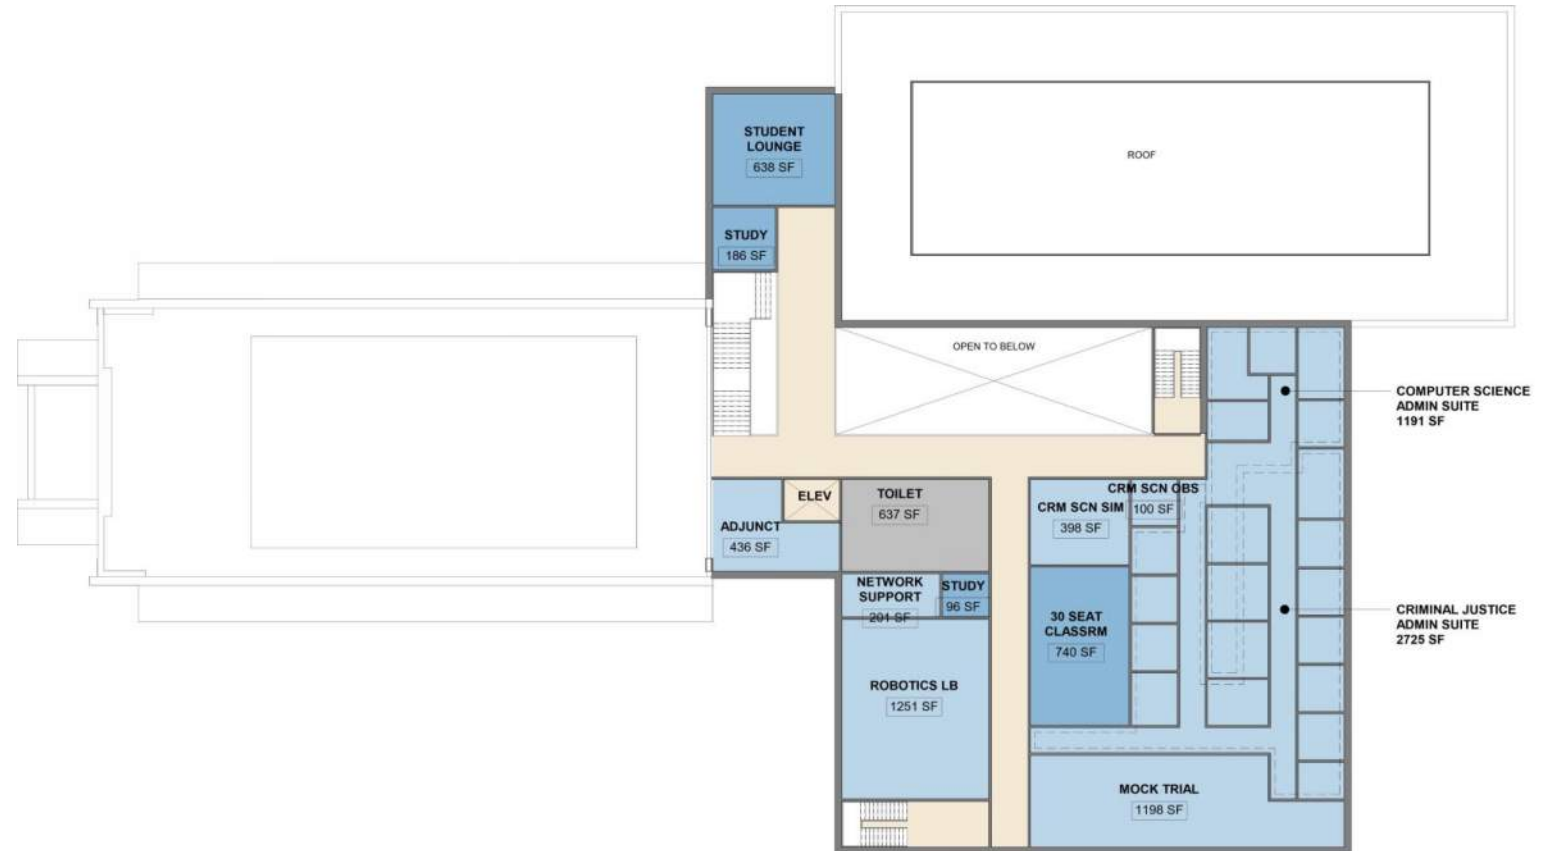 STUDENT
LOUNGE
638 SF
ROOF
STUDY
186 SF
OPEN TO BELOW
COMPUTER SCIENCE
ADMIN SUITE
1191 SF
ELEV
TOILET
637 SF
ADJUNCT
436 SF
CRM SCN OBS
100 SF
CRM SCN SIM
398 SF
NETWORK
SUPPORT
201 SF
STUDY
96 SF
30 SEAT
CLASSRM
740 SF
CRIMINAL JUSTICE
ADMIN SUITE
2725 SF
ROBOTICS LB
1251 SF
MOCK TRIAL
1198 SF